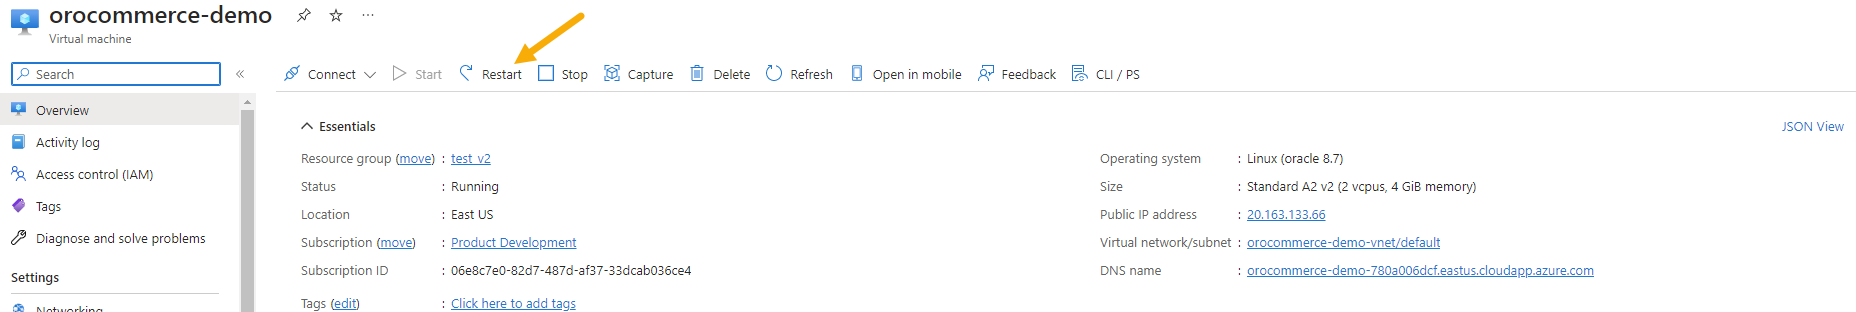 orocommerce-demo
Virtual machine
Search
Connect Start Restart Stop Capture Delete Refresh Open in mobile Feedback CLI / PS
Overview
Activity log
Access control (IAM)
Tags
Diagnose and solve problems
Settings
Networking
Essentials
JSON View
Resource group (move) : test_v2
Status : Running
Location : East US
Subscription (move) : Product Development
Subscription ID : 06e8c7e0-82d7-487d-af37-33dcab036ce4
Tags (edit) : Click here to add tags
Operating system : Linux (oracle 8.7)
Size : Standard A2 v2 (2 vcpus, 4 GiB memory)
Public IP address : 20.163.133.66
Virtual network/subnet : orocommerce-demo-vnet/default
DNS name : orocommerce-demo-780a006dcf.eastus.cloudapp.azure.com